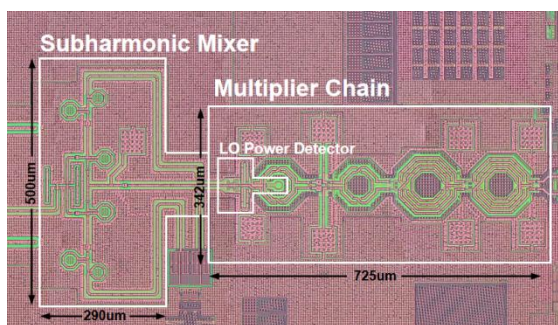 Subharmonic Mixer
Multiplier Chain
LO Power Detector
500um
342um
725um
290um